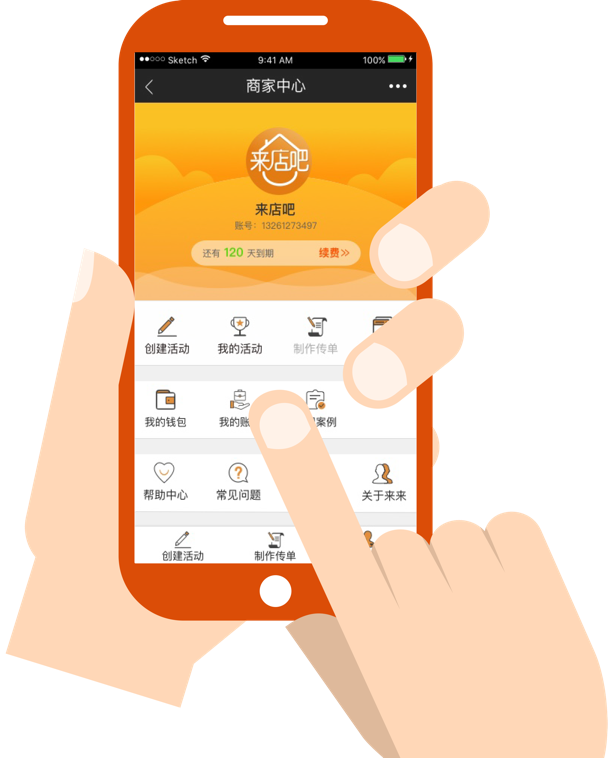 Sketch 9:41 AM 100%
商家中心
来店吧
来店吧
账号：13261273497
还有 120 天到期 续费>>
创建活动 我的活动 制作传单
我的钱包 我的账 案例
帮助中心 常见问题 关于来来
创建活动 制作传单